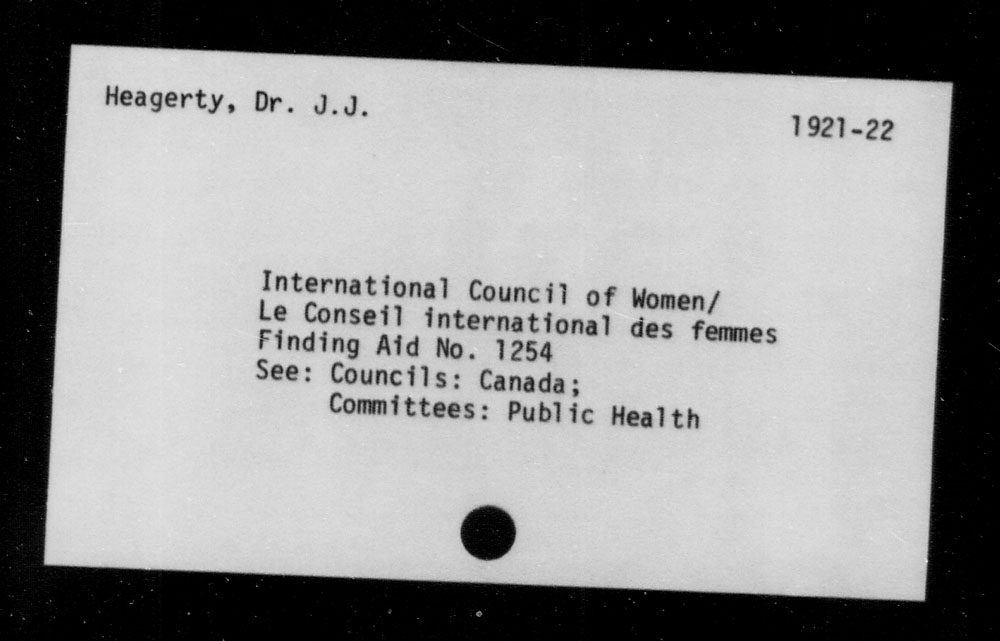 Heagerty, Dr. J.J.
1921-22
International Council of Women/
Le Conseil international des femmes
Finding Aid No. 1254
See: Councils: Canada;
Committees: Public Health